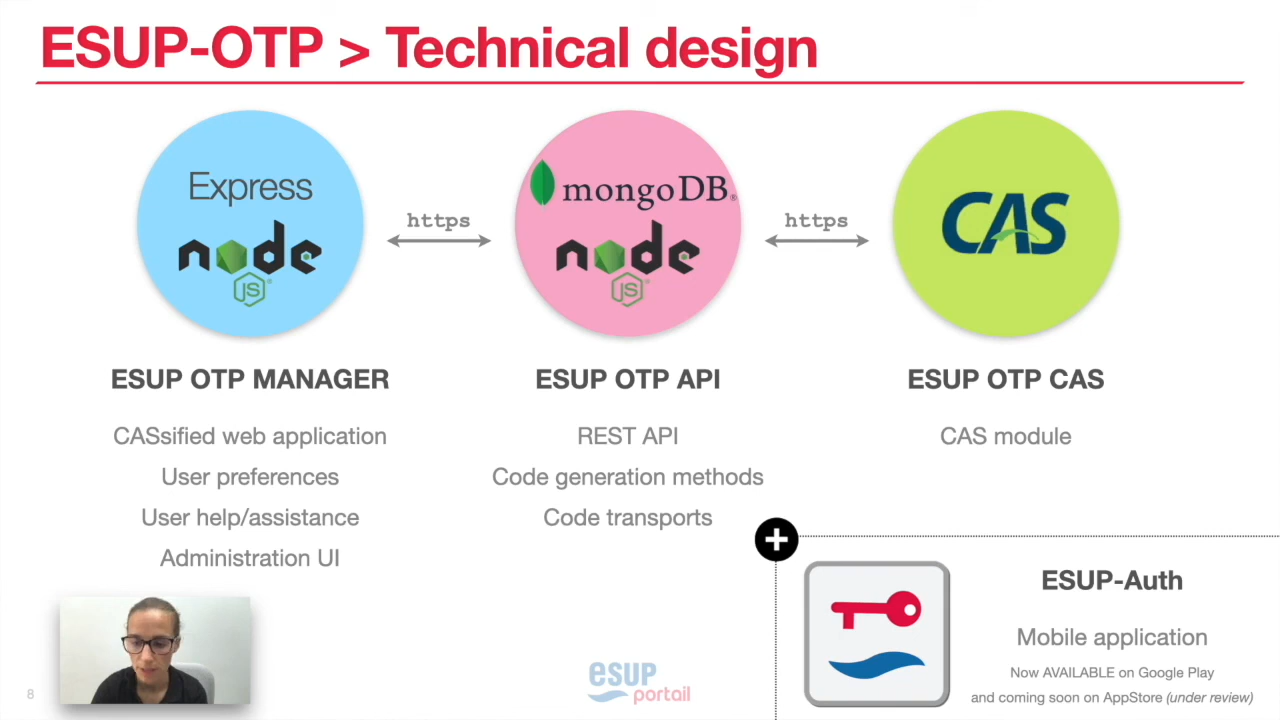 ESUP-OTP > Technical design
Express
node
JS
mongoDB®
node
JS
CAS
https
https
ESUP OTP MANAGER
CASsified web application
User preferences
User help/assistance
Administration UI
ESUP OTP API
REST API
Code generation methods
Code transports
ESUP OTP CAS
CAS module
+
ESUP-Auth
Mobile application
Now AVAILABLE on Google Play
and coming soon on AppStore (under review)
esup
portail
8